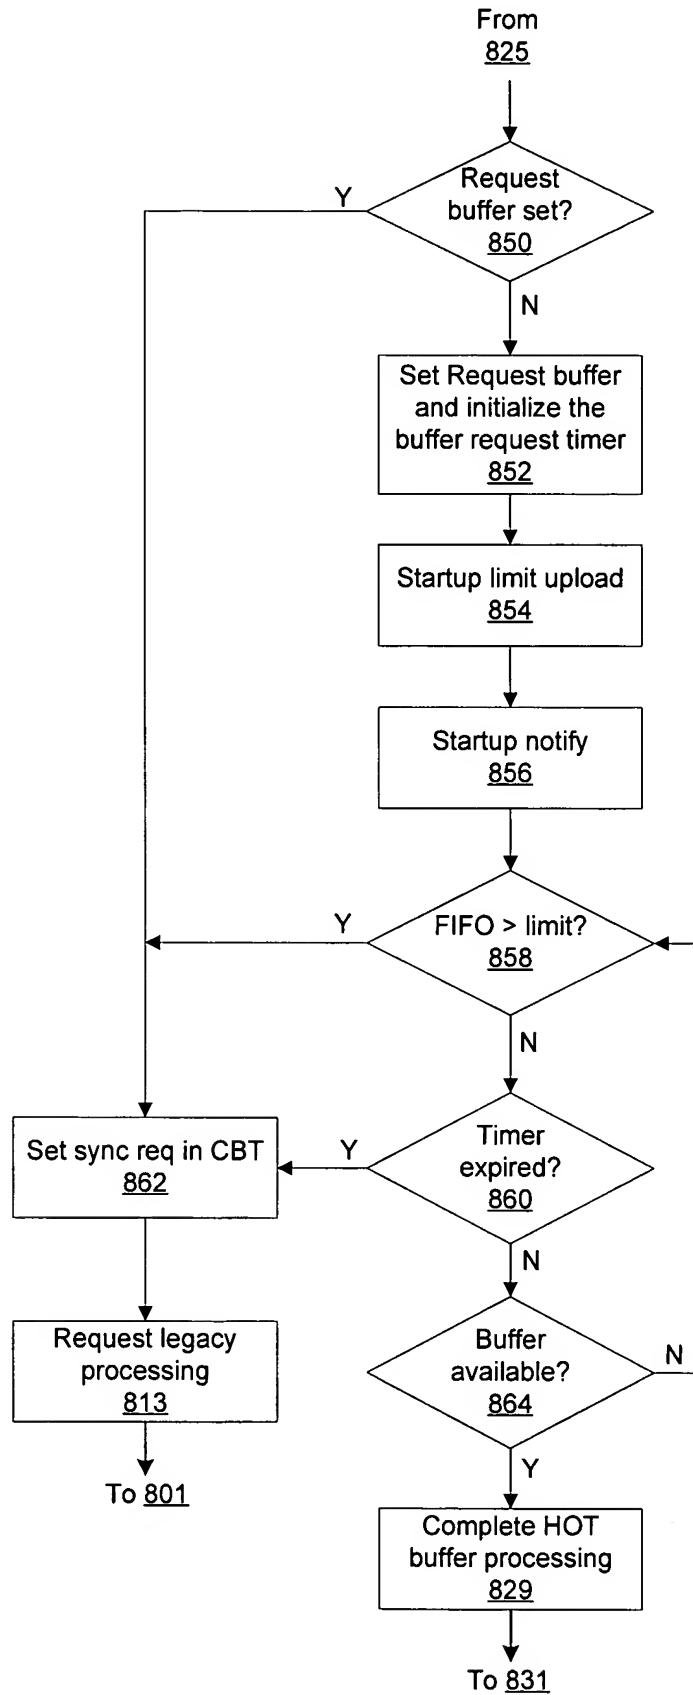 From
825
Y
Request
buffer set?
850
N
Set Request buffer
and initialize the
buffer request timer
852
Startup limit upload
854
Startup notify
856
Y
FIFO > limit?
858
N
Set sync req in CBT
862
Y
Timer
expired?
860
N
Request legacy
processing
813
Buffer
available?
864
N
To 801
Y
Complete HOT
buffer processing
829
To 831